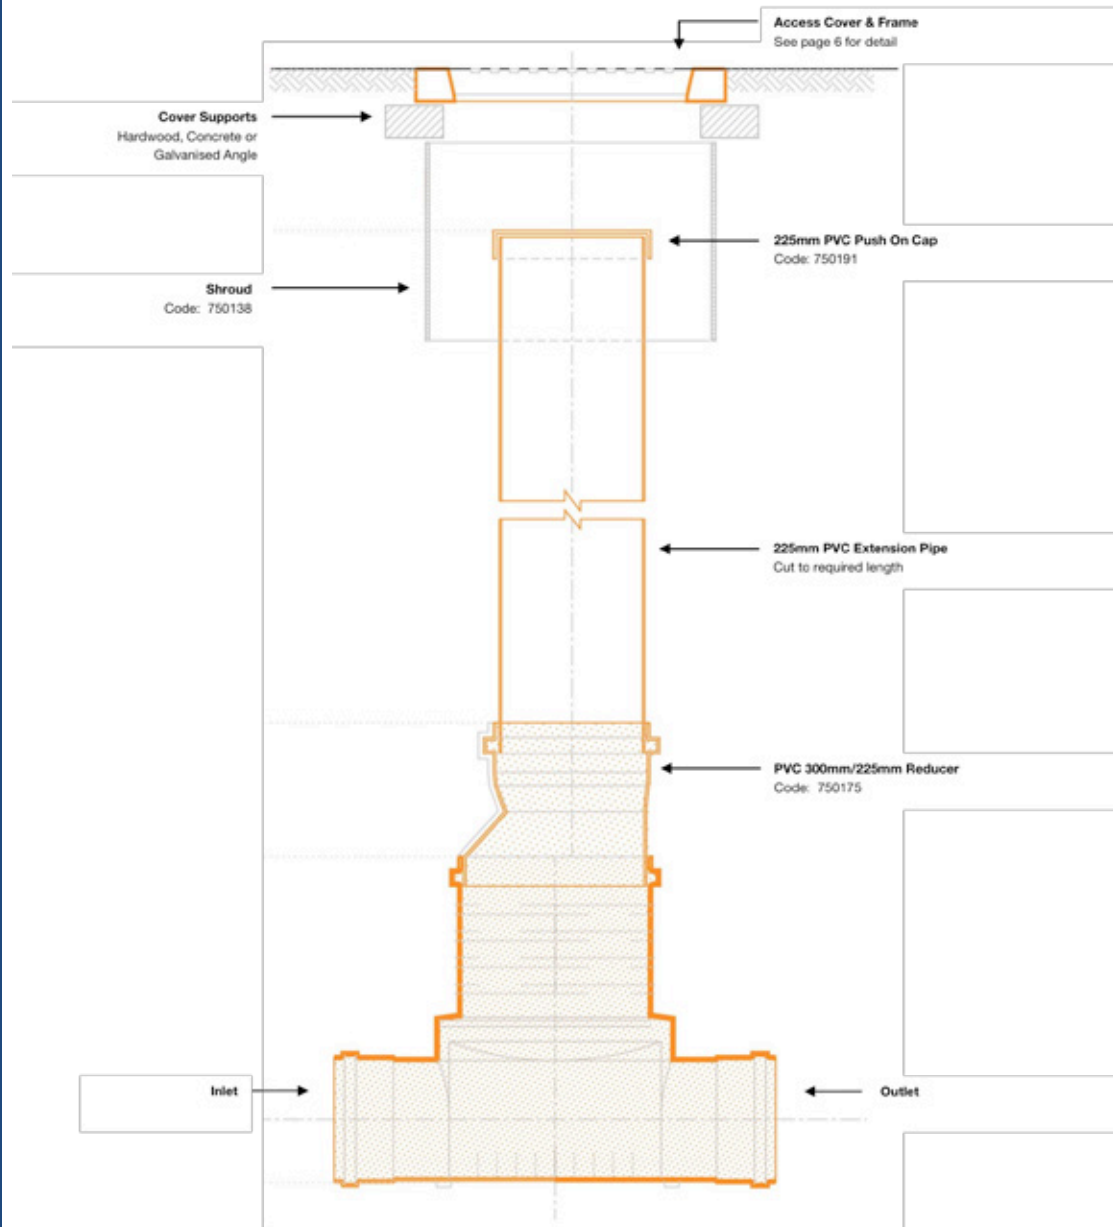 Access Cover & Frame
See page 6 for detail
Cover Supports
Hardwood, Concrete or
Galvanised Angle
225mm PVC Push On Cap
Code: 750191
Shroud
Code: 750138
225mm PVC Extension Pipe
Cut to required length
PVC 300mm/225mm Reducer
Code: 750175
Inlet
Outlet